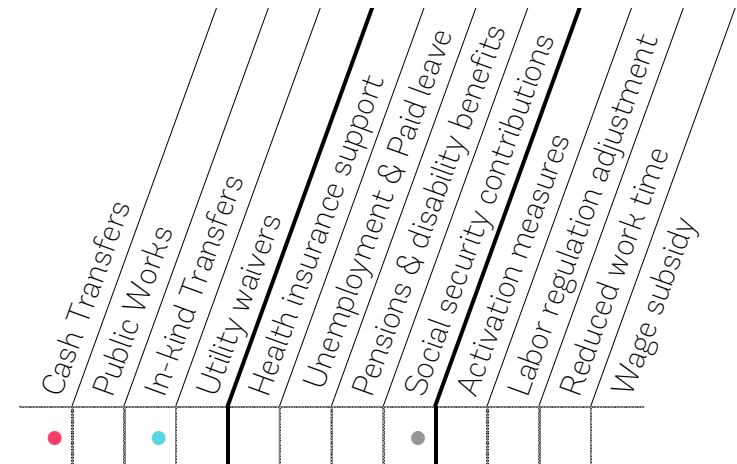 Cash Transfers
Public Works
In-kind Transfers
Utility waivers
Health insurance support
Unemployment & Paid leave
Pensions & disability benefits
Social security contributions
Activation measures
Labor regulation adjustment
Reduced work time
Wage subsidy